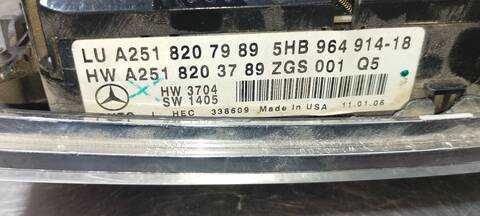 LU A251 820 79 89 5HB 964 914-18
HW A251 820 37 89 ZGS 001 Q5
HW 3704
SW 1405
HEC 338609 Made In USA 11.01.06